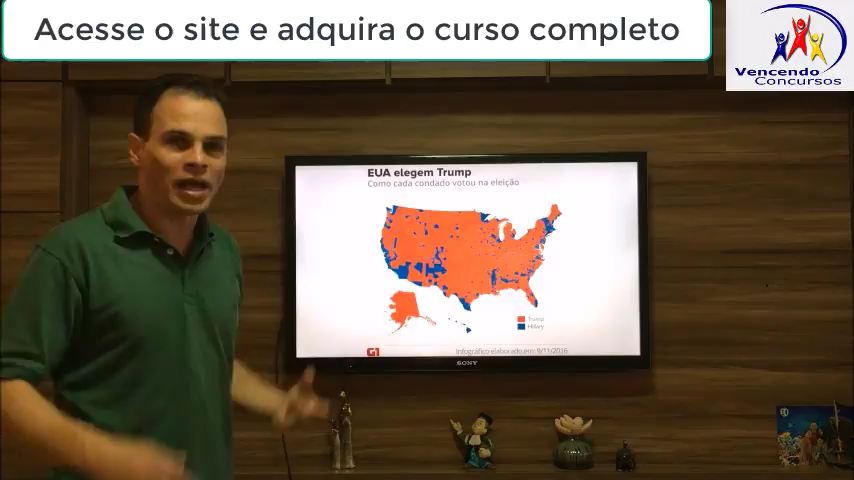 Acesse o site e adquira o curso completo
Vencendo
Concursos
EUA elegem Trump
Como cada condado votou na eleição
Trump
Hillary
G1
Infográfico elaborado em: 9/11/2016
SONY